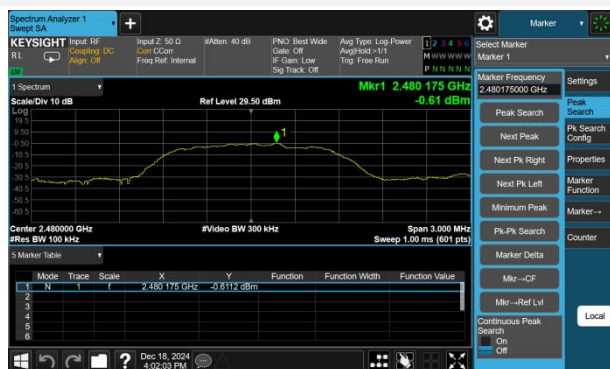 Spectrum Analyzer 1
Swept SA
+
Marker
KEYSIGHT
RL
Input: RF
Coupling: DC
Align: Off
Input Z: 50 Ω
Corr CCorr
Freq Ref: Internal
#Atten: 40 dB
PNO: Best Wide
Gate: Off
IF Gain: Low
Sig Track: Off
Avg Type: Log-Power
Avg|Hold:>1/1
Trig: Free Run
1 2 3 4 5 6
M W W W W W
P N N N N N
Select Marker
Marker 1
1 Spectrum
Scale/Div 10 dB
Ref Level 29.50 dBm
Mkr1 2.480 175 GHz
-0.61 dBm
Log
19.5
9.50
-0.50
-10.5
-20.5
-30.5
-40.5
-50.5
-60.5
1
Center 2.480000 GHz
#Res BW 100 kHz
#Video BW 300 kHz
Span 3.000 MHz
Sweep 1.00 ms (601 pts)
5 Marker Table
Mode Trace Scale X Y Function Function Width Function Value
1 N 1 f 2.480 175 GHz -0.6112 dBm
2
3
4
5
6
Marker Frequency
2.480175000 GHz
Peak Search
Next Peak
Next Pk Right
Next Pk Left
Minimum Peak
Pk-Pk Search
Marker Delta
Mkr→CF
Mkr→Ref Lvl
Continuous Peak
Search
On
Off
Settings
Peak
Search
Pk Search
Config
Properties
Marker
Function
Marker→
Counter
Local
?
Dec 18, 2024
4:02:03 PM